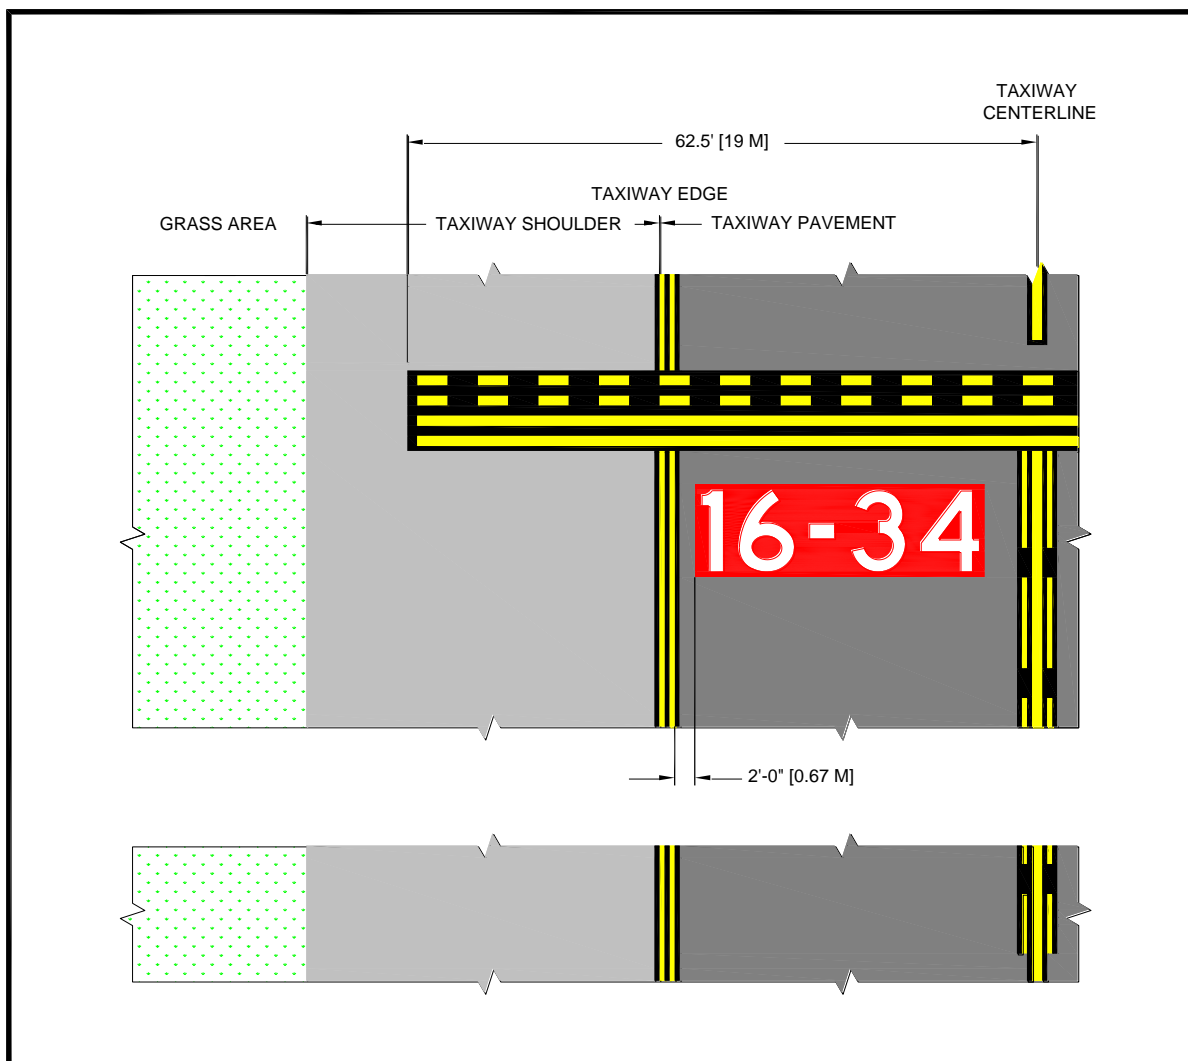 TAXIWAY
CENTERLINE
62.5' [19 M]
TAXIWAY EDGE
GRASS AREA
TAXIWAY SHOULDER
TAXIWAY PAVEMENT
16-34
2'-0" [0.67 M]